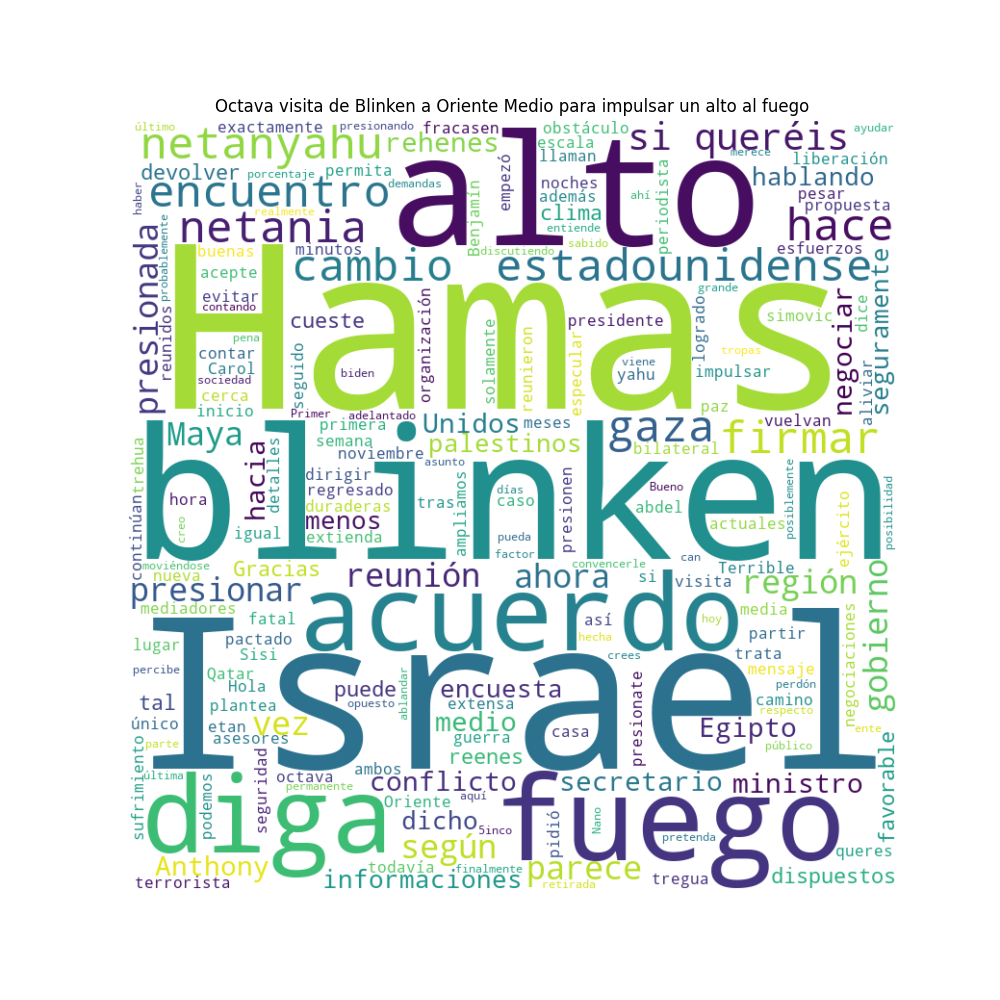 Octava visita de Blinken a Oriente Medio para impulsar un alto al fuego
último exactamente presionando fracasen obstáculo si queréis ayudar
netanyahu rehenes escala llaman merece liberación
devolver porcentaje permita alto empezó noches periodista hablando
haber encuentro demandas además ahí pesar propuesta
realmente netania Benjamín clima entiende hace
presionada probablemente buenas minutos discutiendo sabido esfuerzos
acepte cambio estadounidense
evitar contando Hamas grande
reunidos cueste organización solamente presidente logrado simovic dice negociar seguramente
pena contar Carol seguido reunieron especular tropas
sociedad cerca biden viene yahu impulsar aliviar
inicio Primer adelantado paz vuelvan
Maya primera Unidos meses gaza firmar
trehua semana noviembre palestinos bilateral
hacia detalles dirigir asunto
hora regresado blinken días caso Bueno posiblemente posibilidad
continúan creo duraderas tras ampliamos presionen abdel actuales ejército
igual menos extienda pueda
moviéndose factor can
nueva Gracias reunión ahora convencerle si visita Terrible región
presionar gobierno
mediadores fatal acuerdo así hoy media
lugar pactado hecha partir
percibe Sisi crees trata negociaciones
Qatar Israel mensaje
tal Hola puede ablandar encuesta presionate perdón camino
único plantea opuesto extensa respecto
etan vez medio casa Egipto ente
parte asesores guerra público
sufrimiento seguridad reenes favorable
última podemos octava ambos conflicto secretario ministro
diga permanente Oriente aquí fuego
dicho 5inco pidió Nano pretenda
según queres
Anthony todavía finalmente parece
terrorista informaciones retirada tregua dispuestos